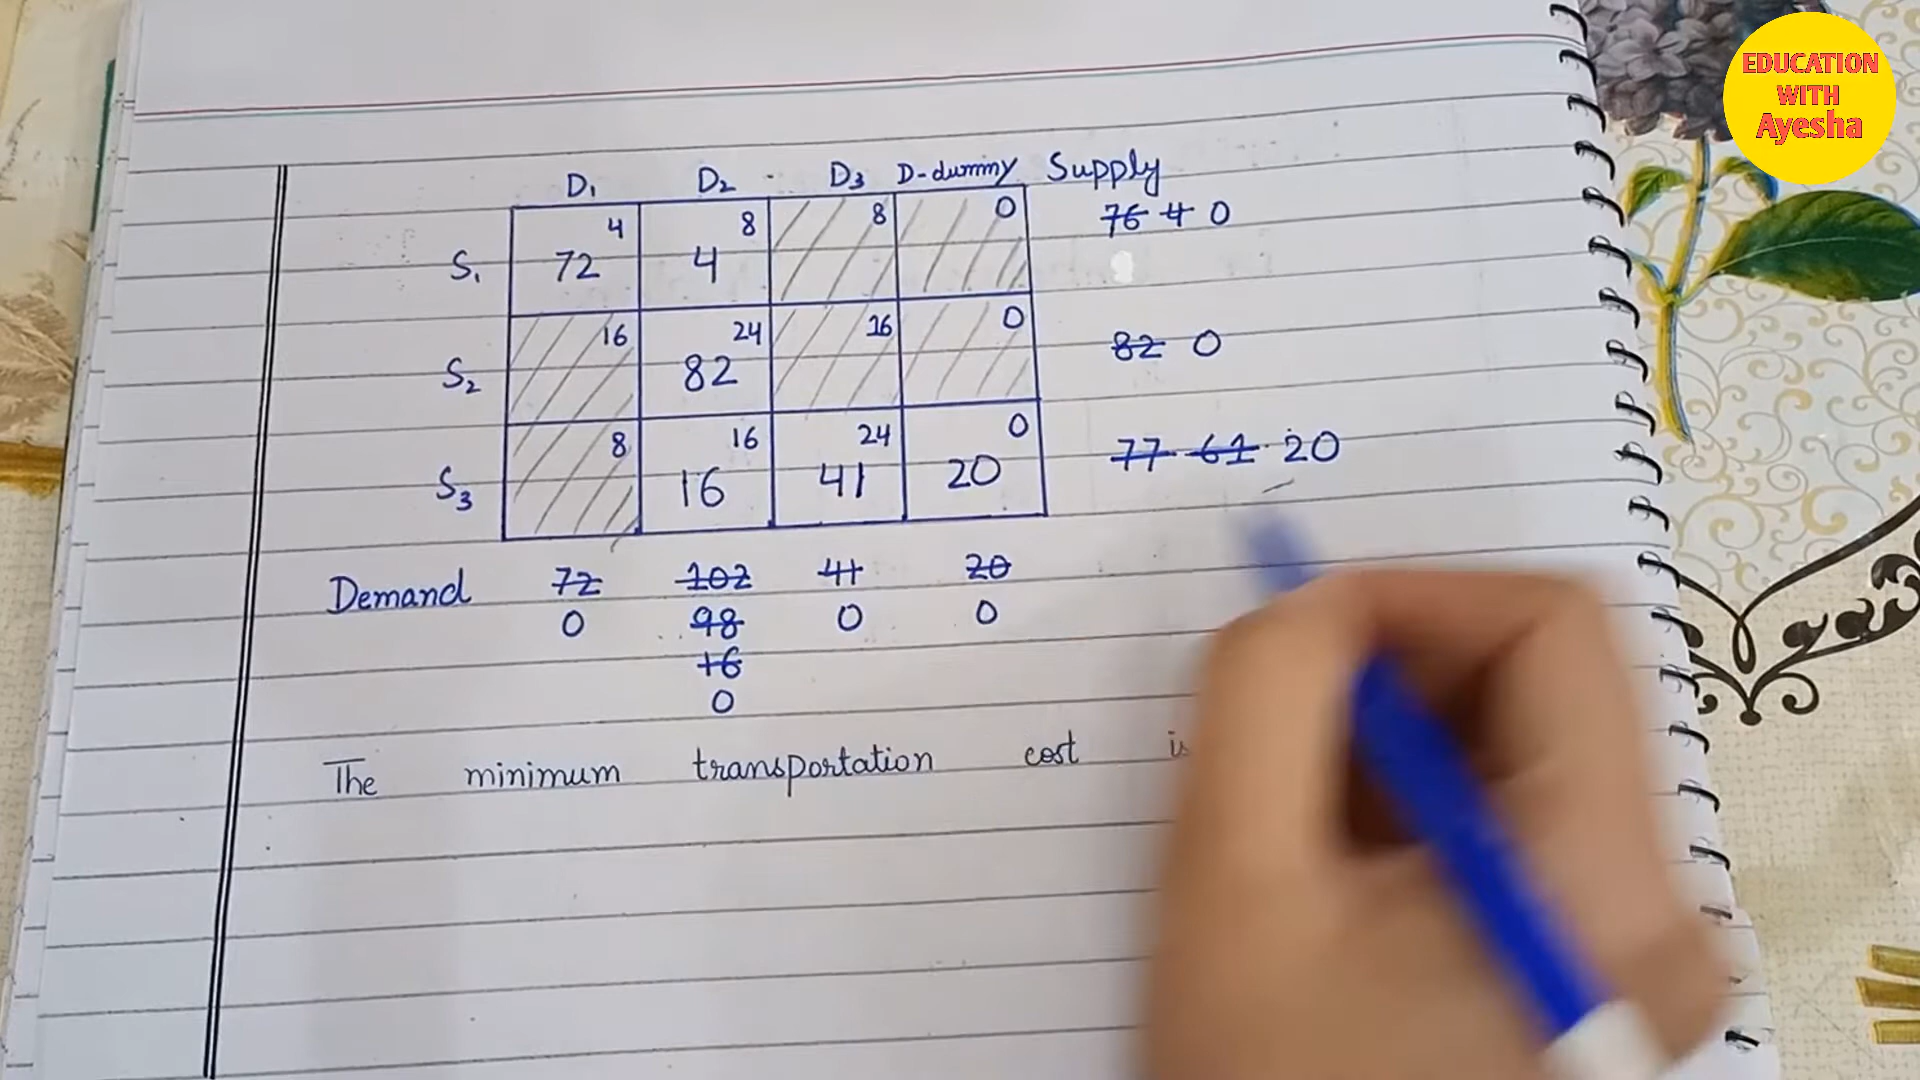 EDUCATION
WITH
Ayesha
D₁ D₂ D₃ D-dummy Supply
4 8 8 0
S₁ 72 4 76 4 0
16 24 16 0
S₂ 82 82 0
8 16 24 0
S₃ 16 41 20 77 61 20
Demand 72 102 41 20
0 98 0 0
16
0
The minimum transportation cost is